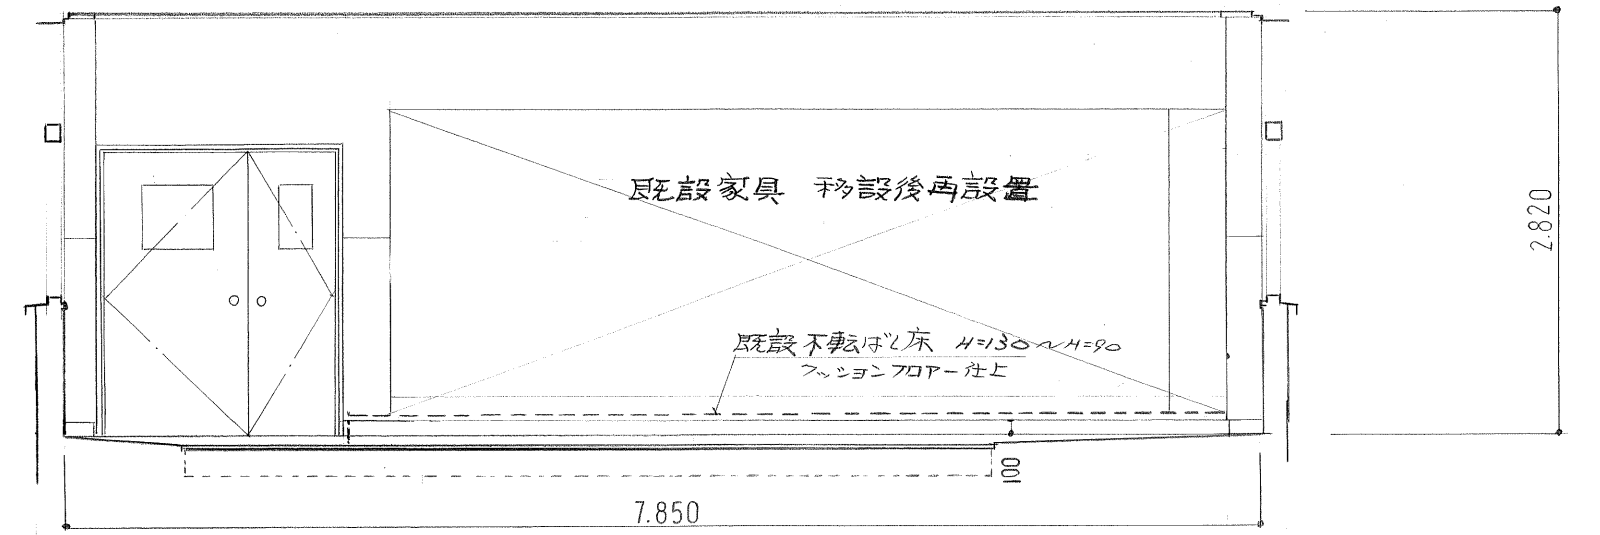 既設家具 移設後再設置
2.820
既設不転ばし床 H=130~H=90
クッションフロアー仕上
100
7.850